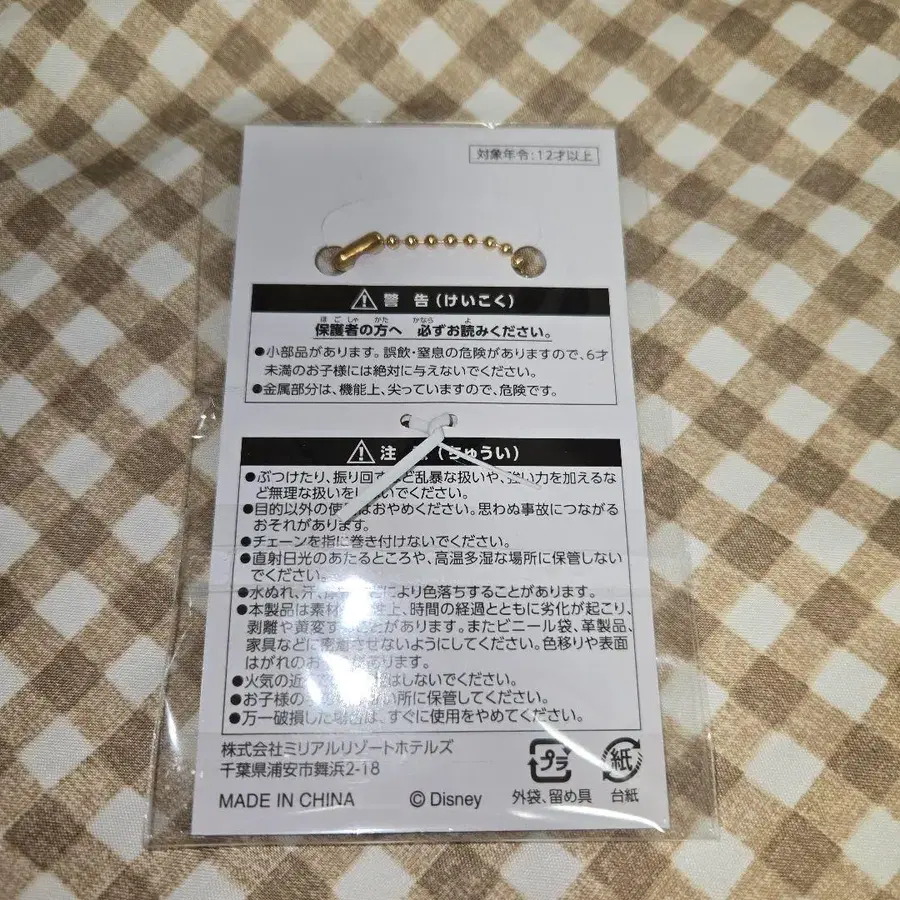 対象年令:12才以上
警告(けいこく)
ほごしゃ かた かなら よ
保護者の方へ 必ずお読みください。
●小部品があります。誤飲・窒息の危険がありますので、6才
未満のお子様には絶対に与えないでください。
●金属部分は、機能上、尖っていますので、危険です。
注 (ちゅうい)
●ぶつけたり、振り回す ど乱暴な扱いや、強い力を加えるな
ど無理な扱いをしないでください。
●目的以外の使用はおやめください。思わぬ事故につながる
おそれがあります。
●チェーンを指に巻き付けないでください。
●直射日光のあたるところや、高温多湿な場所に保管しない
でください。
●水ぬれ、汗、 により色落ちすることがあります。
●本製品は素材 上、時間の経過とともに劣化が起こり、
剥離や黄変す ことがあります。またビニール袋、革製品、
家具などに密着させないようにしてください。色移りや表面
はがれのお があります。
●火気の近 はしないでください。
●お子様の い所に保管してください。
●万一破損した場合は、すぐに使用をやめてください。
株式会社ミリアルリゾートホテルズ
千葉県浦安市舞浜2-18
MADE IN CHINA © Disney
プラ 紙
外袋、留め具 台紙